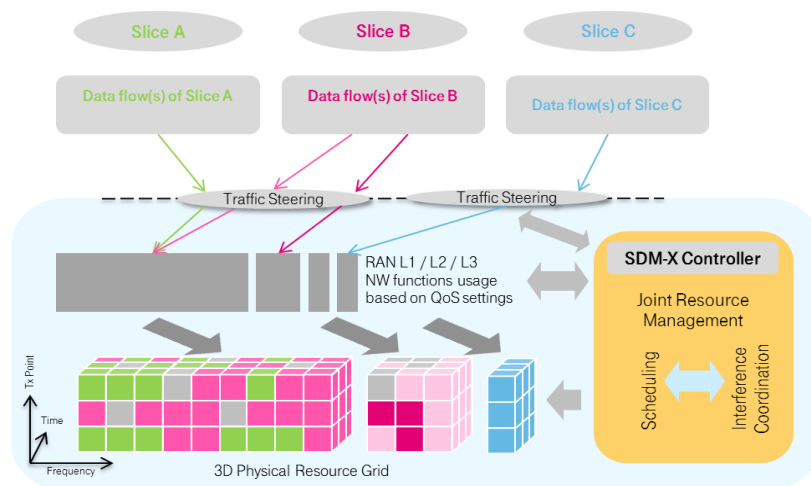 Slice A
Slice B
Slice C
Data flow(s) of Slice A
Data flow(s) of Slice B
Data flow(s) of Slice C
Traffic Steering
Traffic Steering
RAN L1 / L2 / L3
NW functions usage
based on QoS settings
SDM-X Controller
Joint Resource
Management
Scheduling
Interference
Coordination
Tx Point
Time
Frequency
3D Physical Resource Grid